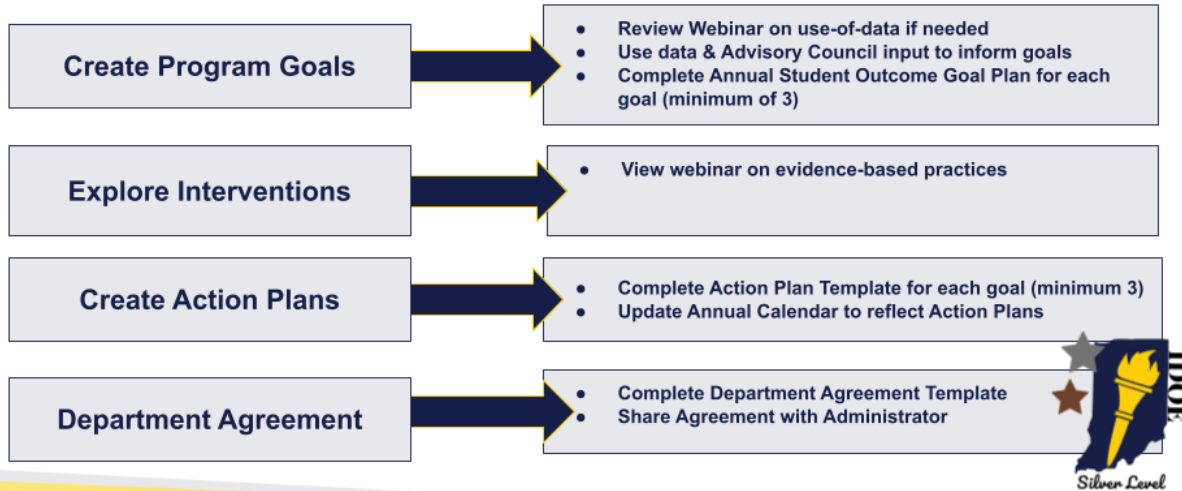 Create Program Goals
● Review Webinar on use-of-data if needed
● Use data & Advisory Council input to inform goals
● Complete Annual Student Outcome Goal Plan for each
goal (minimum of 3)
Explore Interventions
● View webinar on evidence-based practices
Create Action Plans
● Complete Action Plan Template for each goal (minimum 3)
● Update Annual Calendar to reflect Action Plans
Department Agreement
● Complete Department Agreement Template
● Share Agreement with Administrator
IDOE
Silver Level